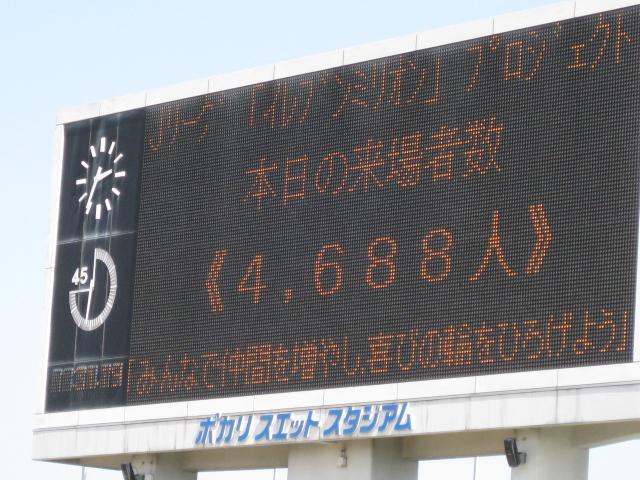 Jリーグ 「イレブンミリオン」 プロジェクト
本日の来場者数
《4,688人》
45
「みんなで仲間を増やし、喜びの輪をひろげよう」
ポカリスエット スタジアム